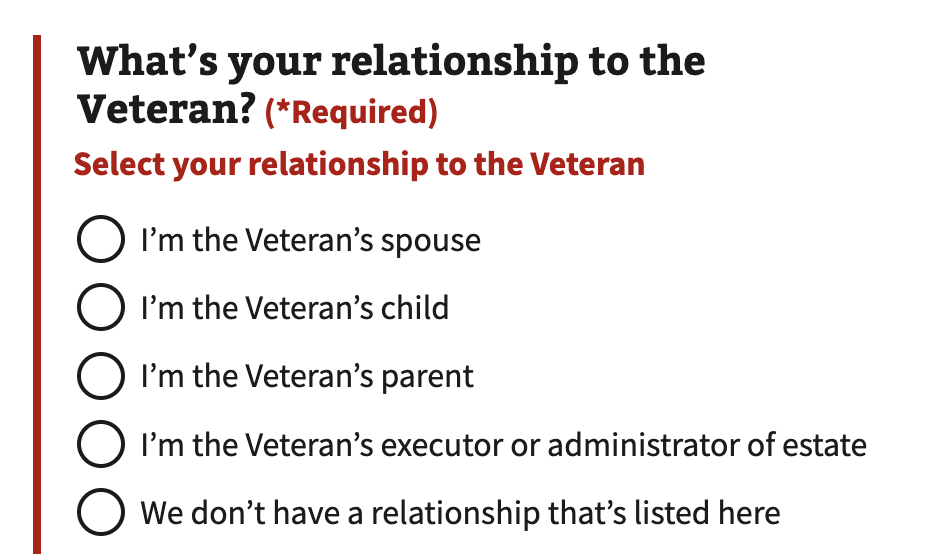 What’s your relationship to the
Veteran? (*Required)
Select your relationship to the Veteran
I’m the Veteran’s spouse
I’m the Veteran’s child
I’m the Veteran’s parent
I’m the Veteran’s executor or administrator of estate
We don’t have a relationship that’s listed here